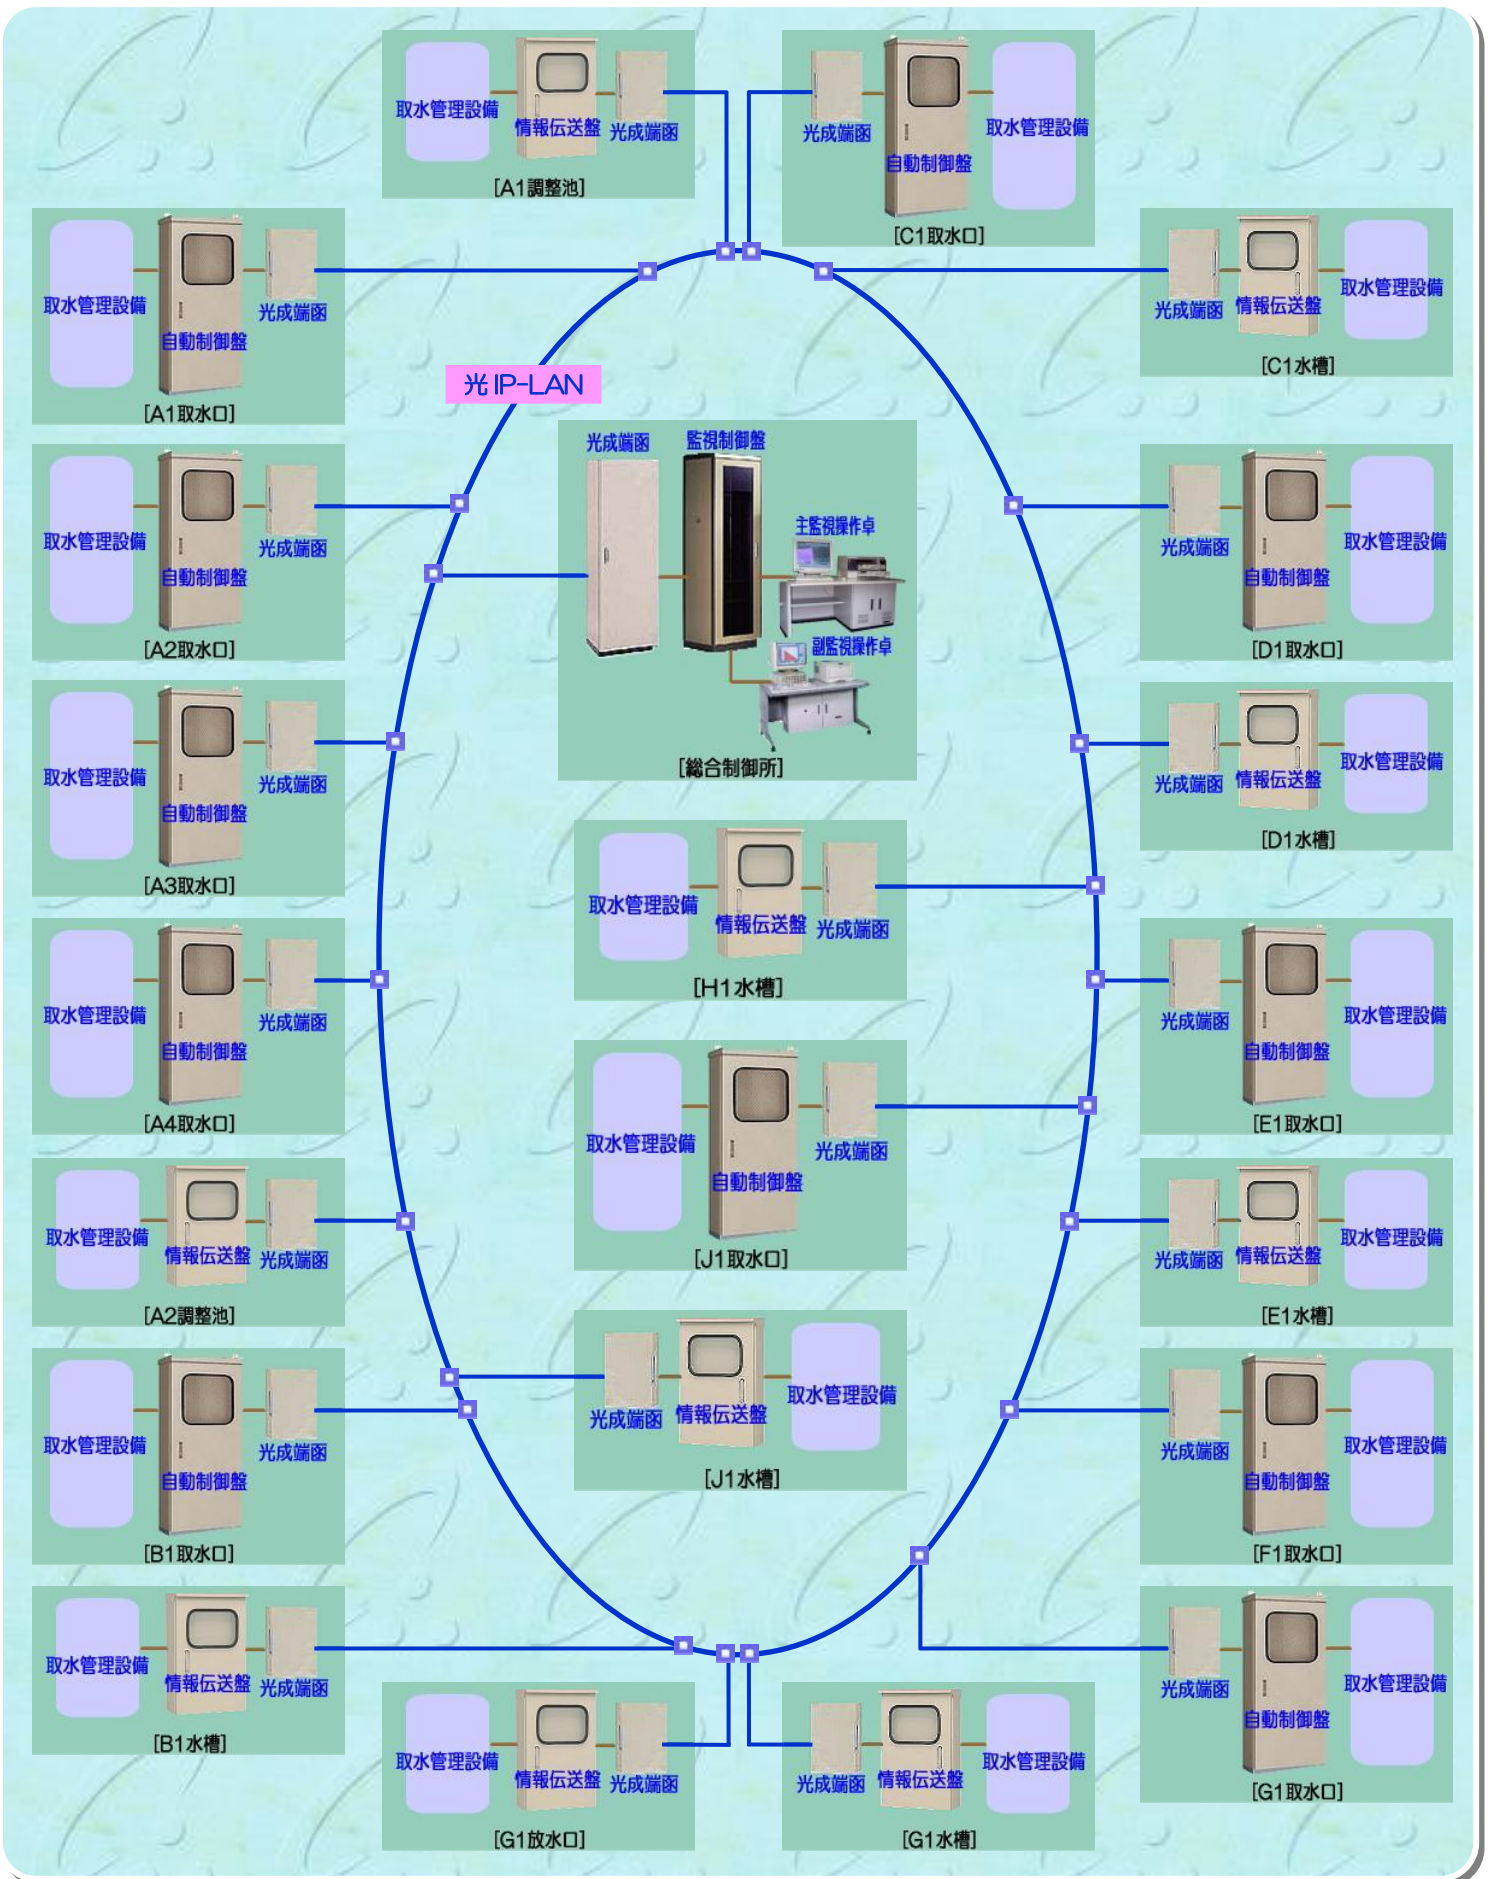 取水管理設備
情報伝送盤
光成端函
[A1調整池]
光成端函
自動制御盤
取水管理設備
[C1取水口]
取水管理設備
自動制御盤
光成端函
[A1取水口]
光成端函
情報伝送盤
取水管理設備
[C1水槽]
光IP-LAN
取水管理設備
自動制御盤
光成端函
[A2取水口]
光成端函
監視制御盤
主監視操作卓
副監視操作卓
[総合制御所]
光成端函
自動制御盤
取水管理設備
[D1取水口]
取水管理設備
自動制御盤
光成端函
[A3取水口]
光成端函
情報伝送盤
取水管理設備
[D1水槽]
取水管理設備
情報伝送盤
光成端函
[H1水槽]
取水管理設備
自動制御盤
光成端函
[A4取水口]
光成端函
自動制御盤
取水管理設備
[E1取水口]
取水管理設備
自動制御盤
光成端函
[J1取水口]
取水管理設備
情報伝送盤
光成端函
[A2調整池]
光成端函
情報伝送盤
取水管理設備
[E1水槽]
光成端函
情報伝送盤
取水管理設備
[J1水槽]
取水管理設備
自動制御盤
光成端函
[B1取水口]
光成端函
自動制御盤
取水管理設備
[F1取水口]
取水管理設備
情報伝送盤
光成端函
[B1水槽]
光成端函
自動制御盤
取水管理設備
[G1取水口]
取水管理設備
情報伝送盤
光成端函
[G1放水口]
光成端函
情報伝送盤
取水管理設備
[G1水槽]